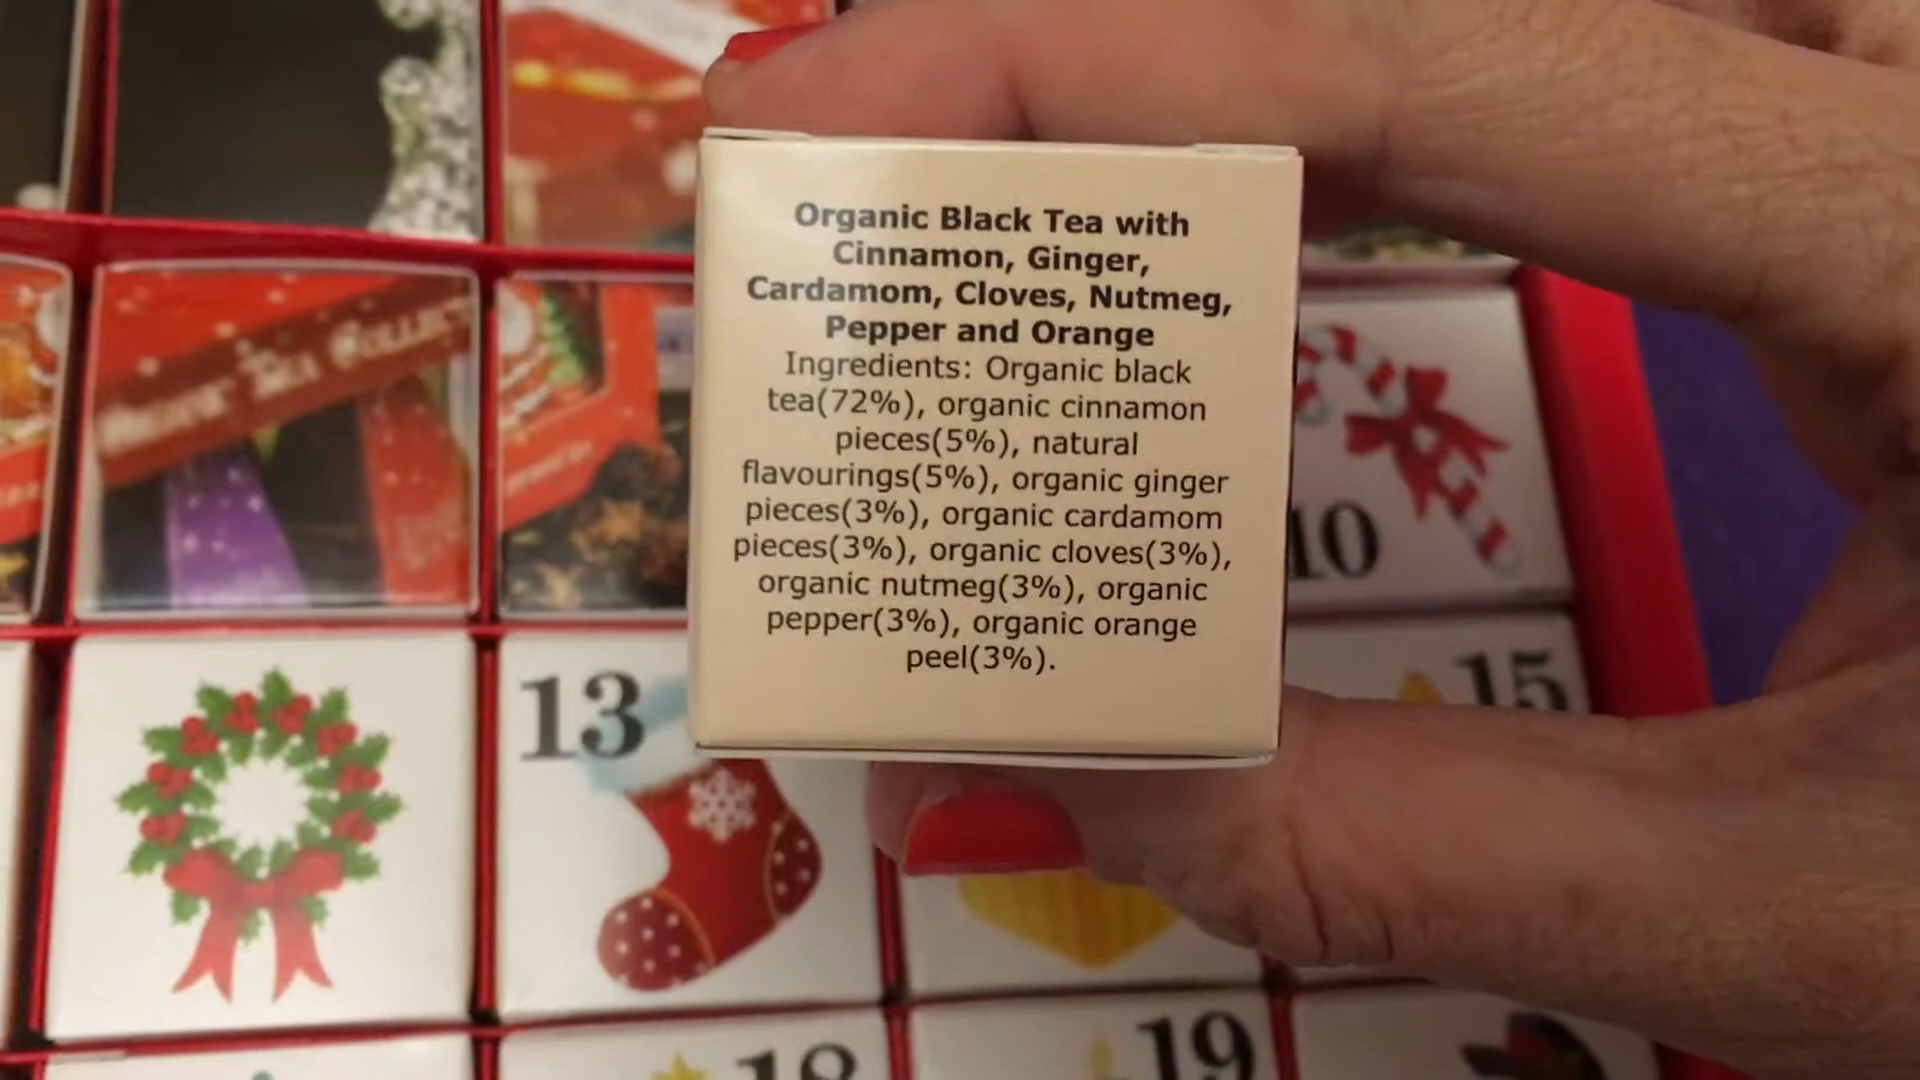 Organic Black Tea with
Cinnamon, Ginger,
Cardamom, Cloves, Nutmeg,
Pepper and Orange
Ingredients: Organic black
tea(72%), organic cinnamon
pieces(5%), natural
flavourings(5%), organic ginger
pieces(3%), organic cardamom
pieces(3%), organic cloves(3%),
organic nutmeg(3%), organic
pepper(3%), organic orange
peel(3%).
10
13
15
18
19